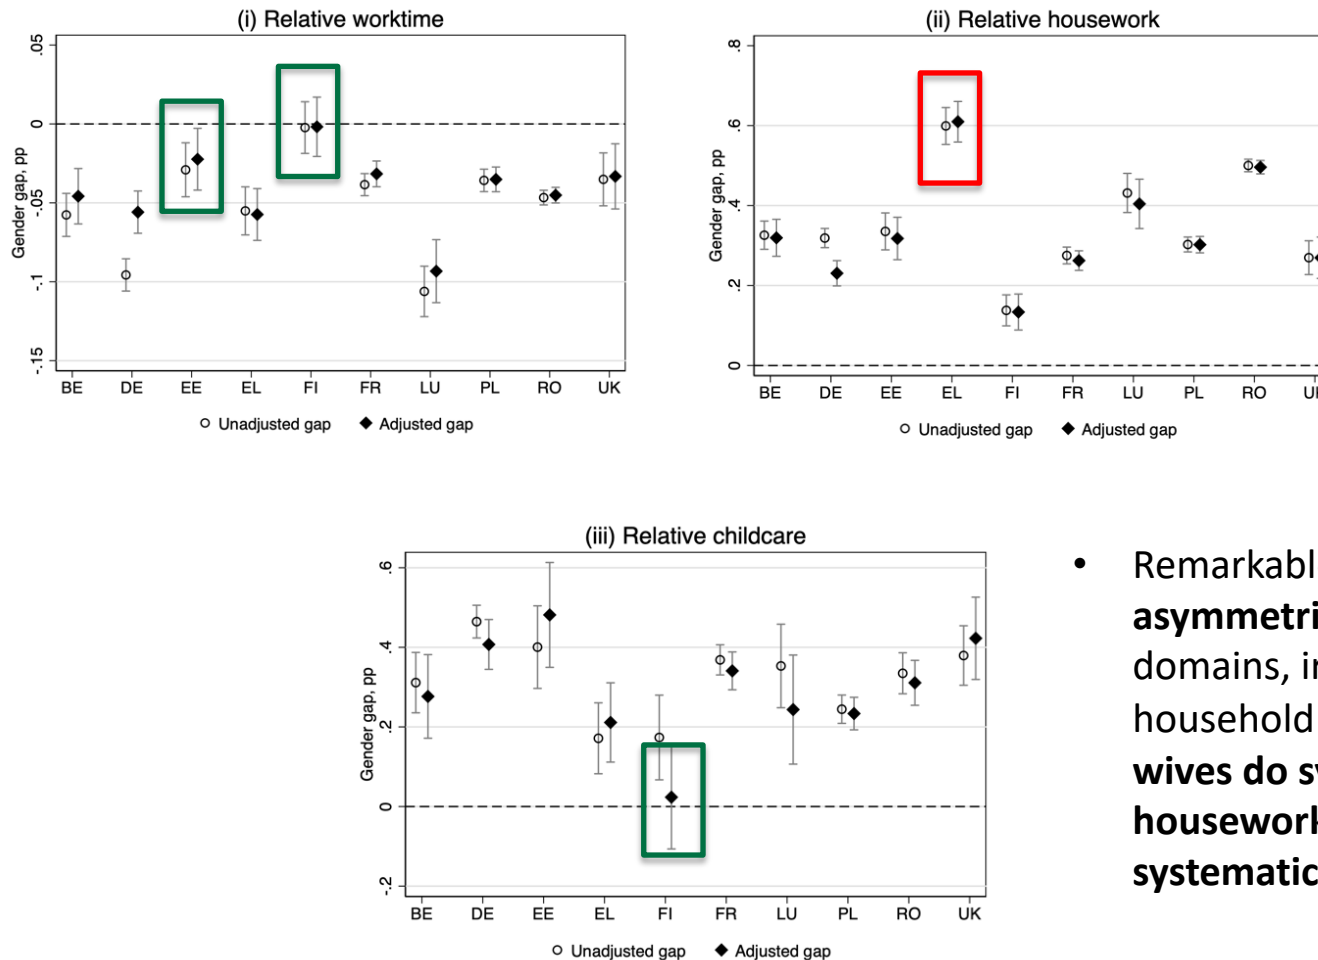 (i) Relative worktime
Gender gap, pp
.05
0
-.05
-.1
-.15
BE DE EE EL FI FR LU PL RO UK
Unadjusted gap Adjusted gap
(ii) Relative housework
Gender gap, pp
.8
.6
.4
.2
0
BE DE EE EL FI FR LU PL RO
Unadjusted gap Adjusted gap
(iii) Relative childcare
Gender gap, pp
.6
.4
.2
0
-.2
BE DE EE EL FI FR LU PL RO UK
Unadjusted gap Adjusted gap
• Remarkabl
asymmetri
domains, i
household
wives do s
housework
systematic